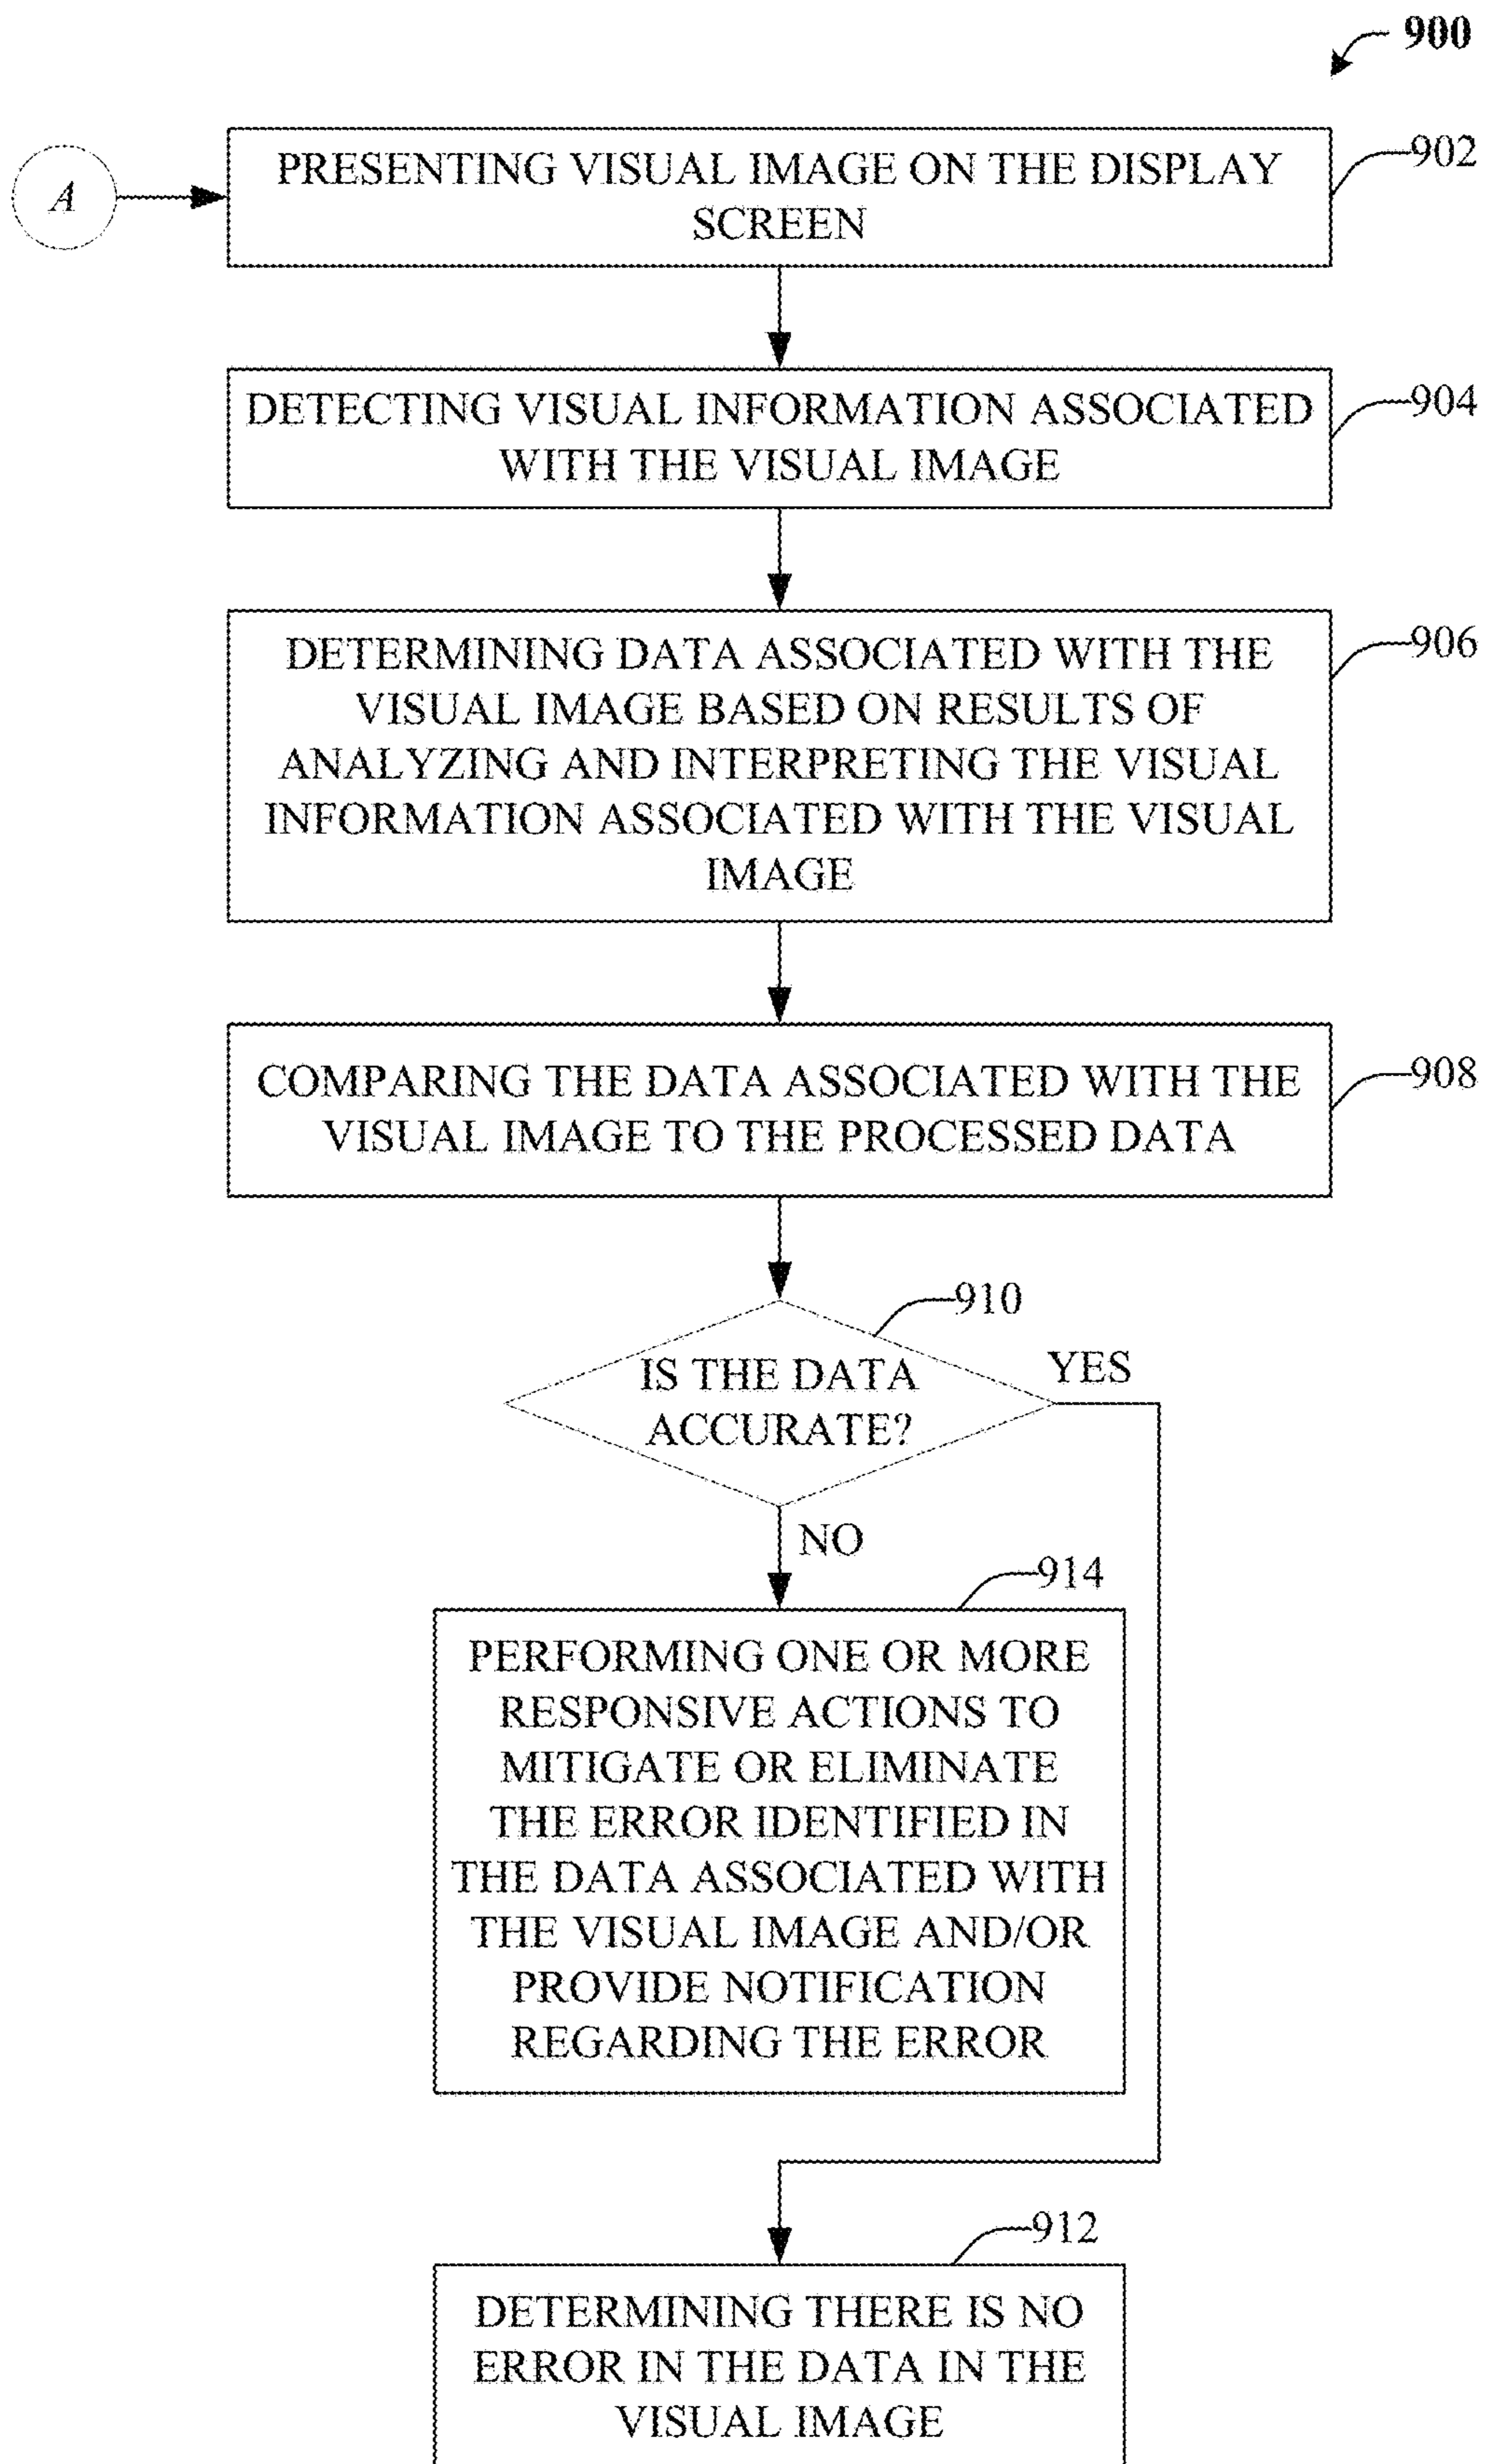 900
A
PRESENTING VISUAL IMAGE ON THE DISPLAY
SCREEN
902
DETECTING VISUAL INFORMATION ASSOCIATED
WITH THE VISUAL IMAGE
904
DETERMINING DATA ASSOCIATED WITH THE
VISUAL IMAGE BASED ON RESULTS OF
ANALYZING AND INTERPRETING THE VISUAL
INFORMATION ASSOCIATED WITH THE VISUAL
IMAGE
906
COMPARING THE DATA ASSOCIATED WITH THE
VISUAL IMAGE TO THE PROCESSED DATA
908
910
IS THE DATA
ACCURATE?
YES
NO
914
PERFORMING ONE OR MORE
RESPONSIVE ACTIONS TO
MITIGATE OR ELIMINATE
THE ERROR IDENTIFIED IN
THE DATA ASSOCIATED WITH
THE VISUAL IMAGE AND/OR
PROVIDE NOTIFICATION
REGARDING THE ERROR
912
DETERMINING THERE IS NO
ERROR IN THE DATA IN THE
VISUAL IMAGE